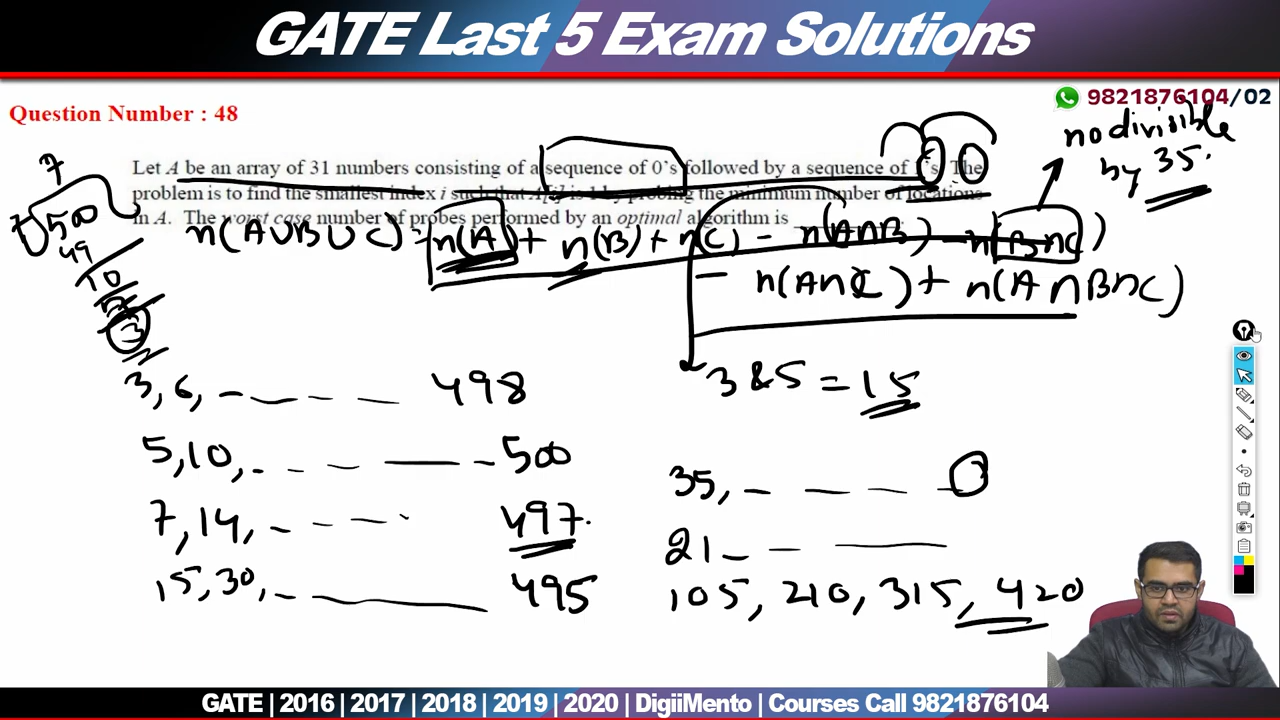 GATE Last 5 Exam Solutions
9821876104/02
Question Number : 48
no divisible
by 35.
Let A be an array of 31 numbers consisting of a sequence of 0's followed by a sequence of 1's. The
problem is to find the smallest index i such that A[i] is 1 by probing the minimum number of locations
in A. The worst case number of probes performed by an optimal algorithm is
7
7 500
49
10
7
3
n(A∪B∪C) = n(A) + n(B) + n(C) - n(A∩B) - n(B∩C)
- n(A∩C) + n(A∩B∩C)
3 & 5 = 15
3, 6, - - - - - 498
5, 10, - - - - - 500
7, 14, - - - - 497.
15, 30, - - 495
35, - - - -
21 - - -
105, 210, 315, 420
GATE | 2016 | 2017 | 2018 | 2019 | 2020 | DigiiMento | Courses Call 9821876104